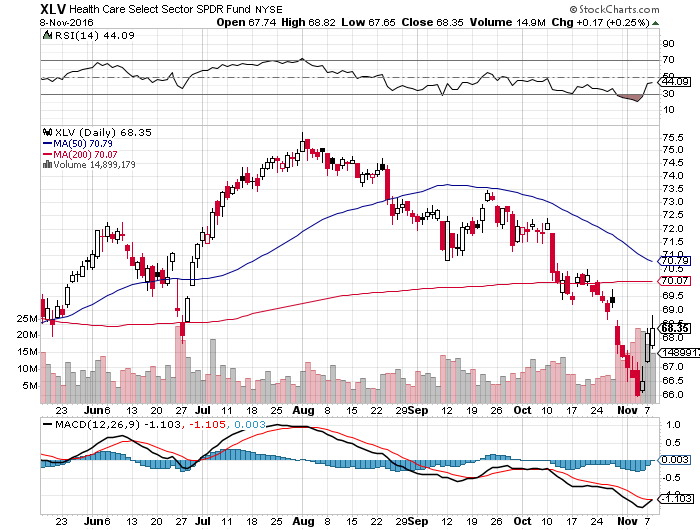 XLV Health Care Select Sector SPDR Fund NYSE
© StockCharts.com
8-Nov-2016
Open 67.74 High 68.82 Low 67.65 Close 68.35 Volume 14.9M Chg +0.17 (+0.25%)
RSI(14) 44.09
90
70
50
44.09
30
10
XLV (Daily) 68.35
MA(50) 70.79
MA(200) 70.07
Volume 14,899,179
75.5
75.0
74.5
74.0
73.5
73.0
72.5
72.0
71.5
71.0
70.79
70.5
70.07
69.5
69.0
68.5
68.35
68.0
67.0
66.5
66.0
25M
20M
15M
10M
5M
23 Jun 6 13 20 27 Jul 11 18 25 Aug 8 15 22 29 Sep 12 19 26 Oct 10 17 24 Nov 7
MACD(12,26,9) -1.103, -1.105, 0.003
1.0
0.5
0.003
-0.5
-1.103
23 Jun 6 13 20 27 Jul 11 18 25 Aug 8 15 22 29 Sep 12 19 26 Oct 10 17 24 Nov 7